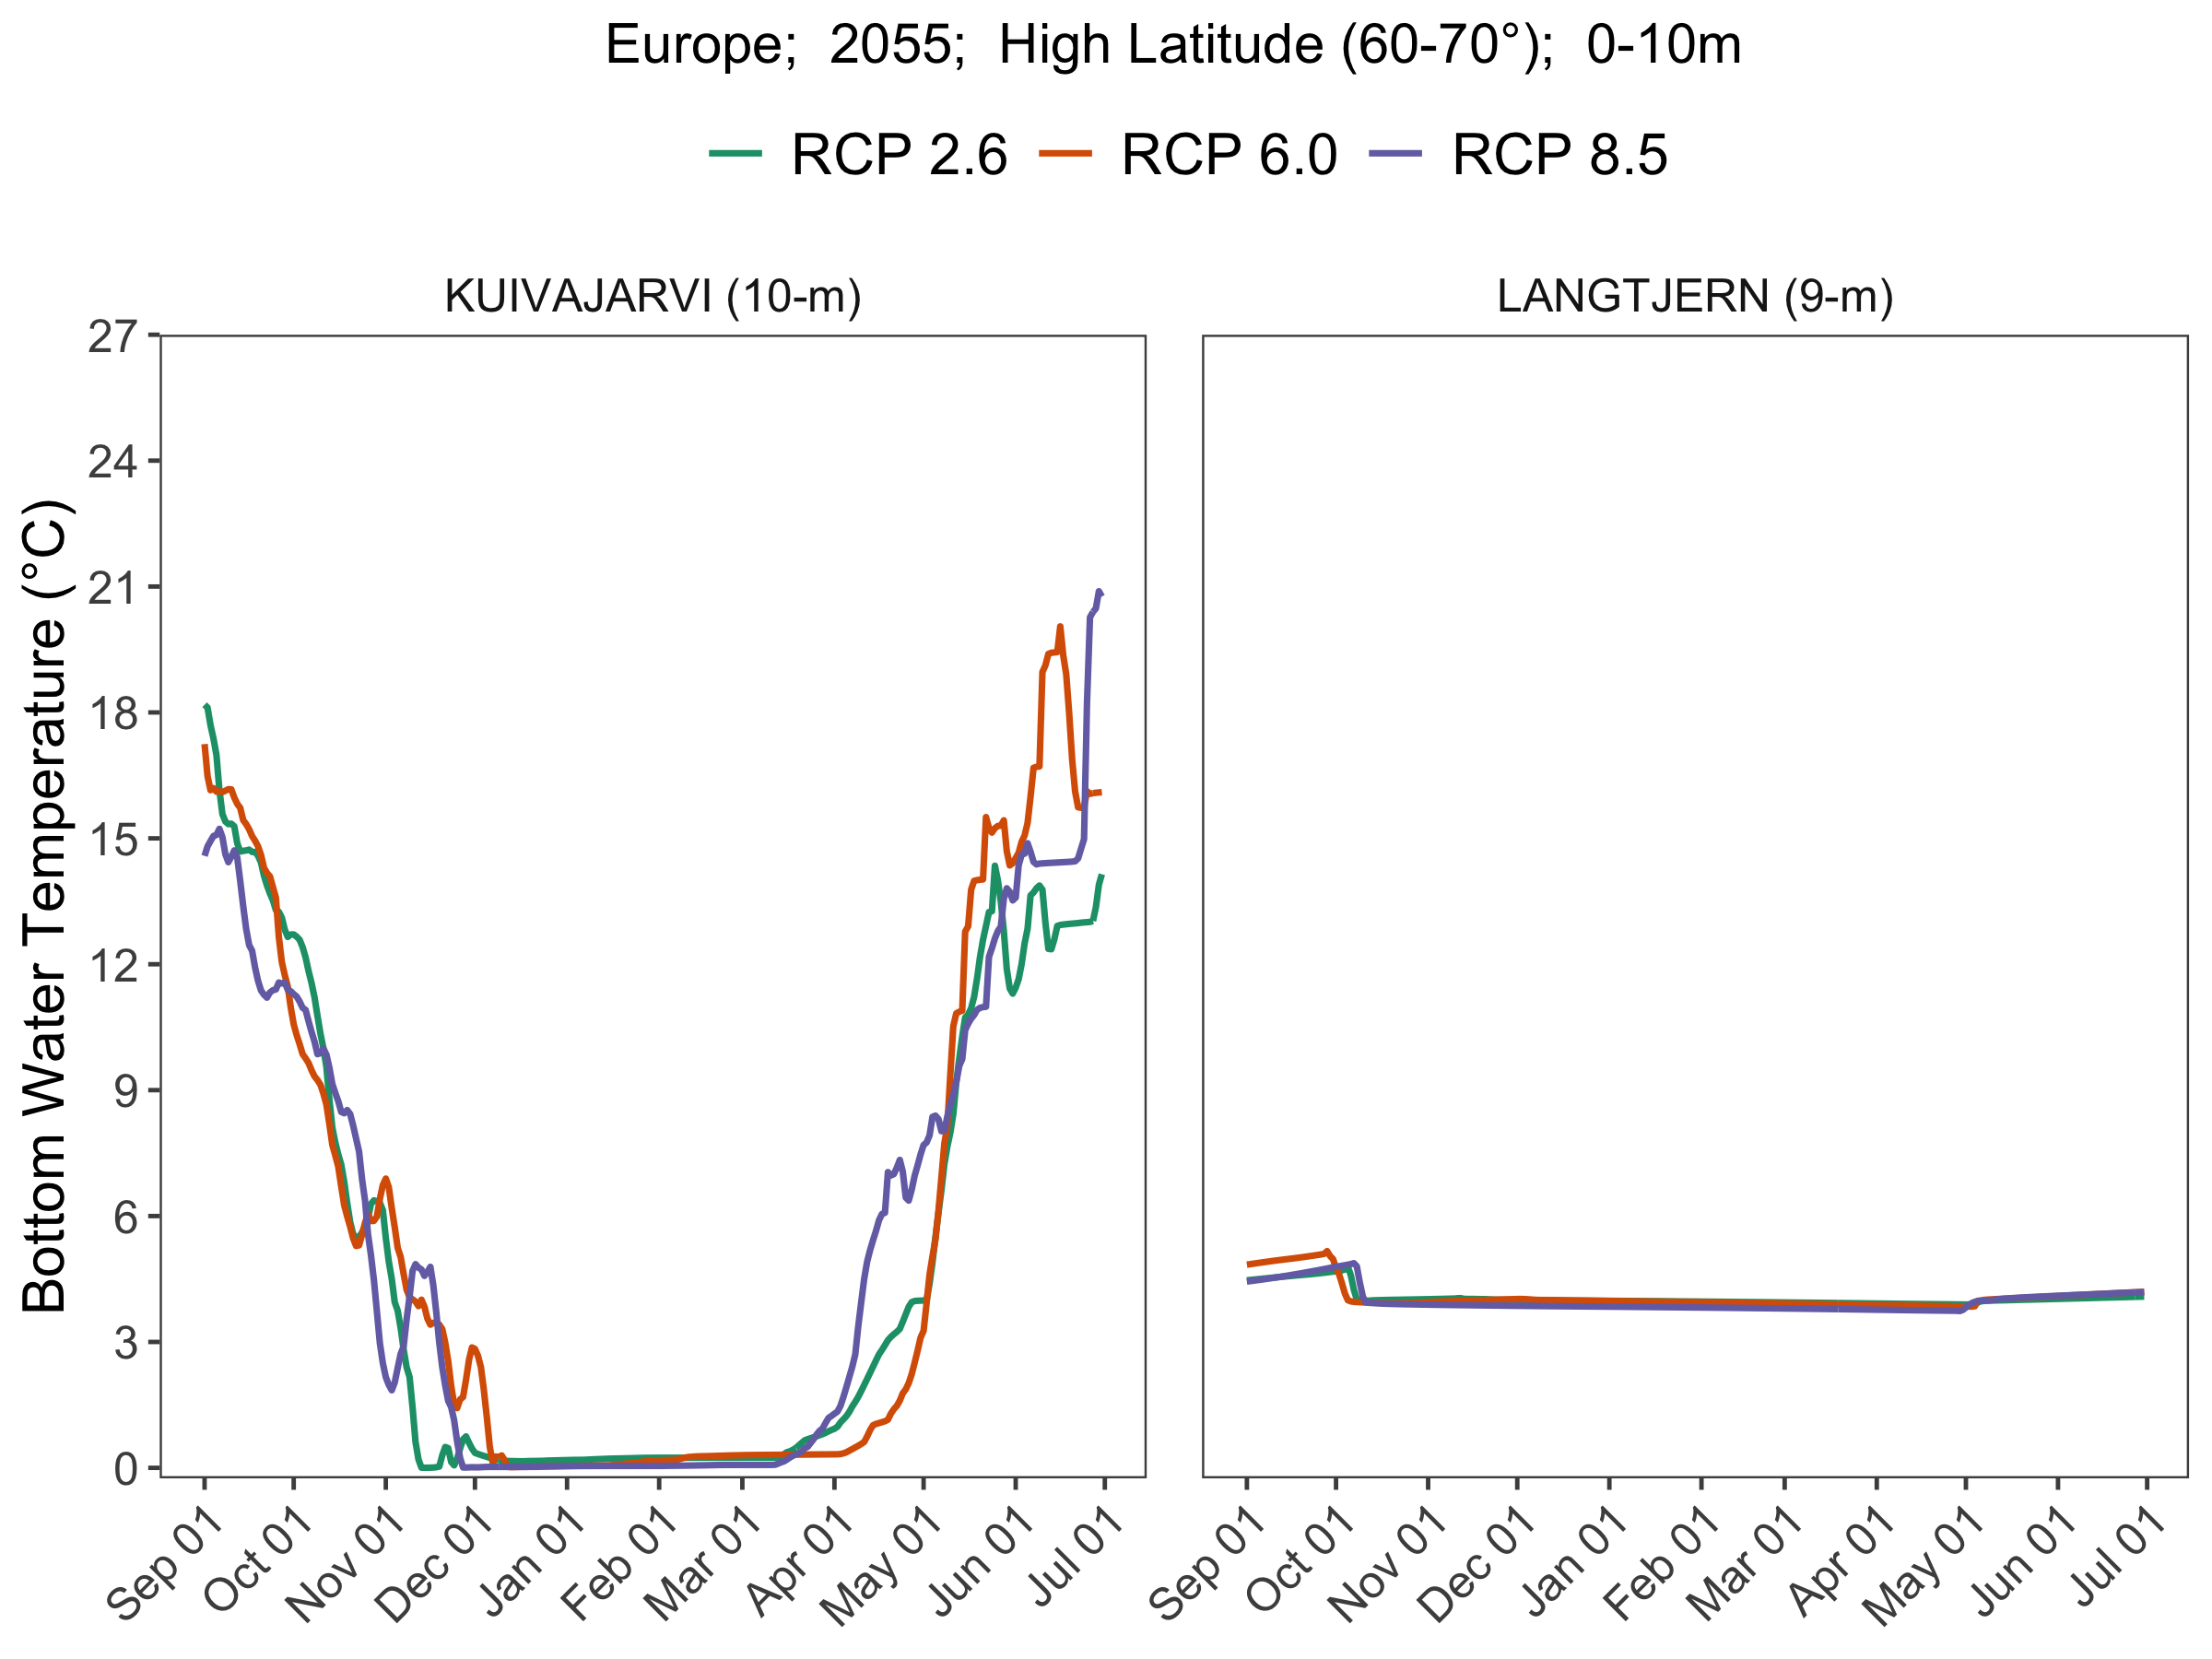 Europe; 2055; High Latitude (60-70°); 0-10m
RCP 2.6 RCP 6.0 RCP 8.5
KUIVAJARVI (10-m)
LANGTJERN (9-m)
Bottom Water Temperature (°C)
27
24
21
18
15
12
9
6
3
0
Sep 01 Oct 01 Nov 01 Dec 01 Jan 01 Feb 01 Mar 01 Apr 01 May 01 Jun 01 Jul 01
Sep 01 Oct 01 Nov 01 Dec 01 Jan 01 Feb 01 Mar 01 Apr 01 May 01 Jun 01 Jul 01